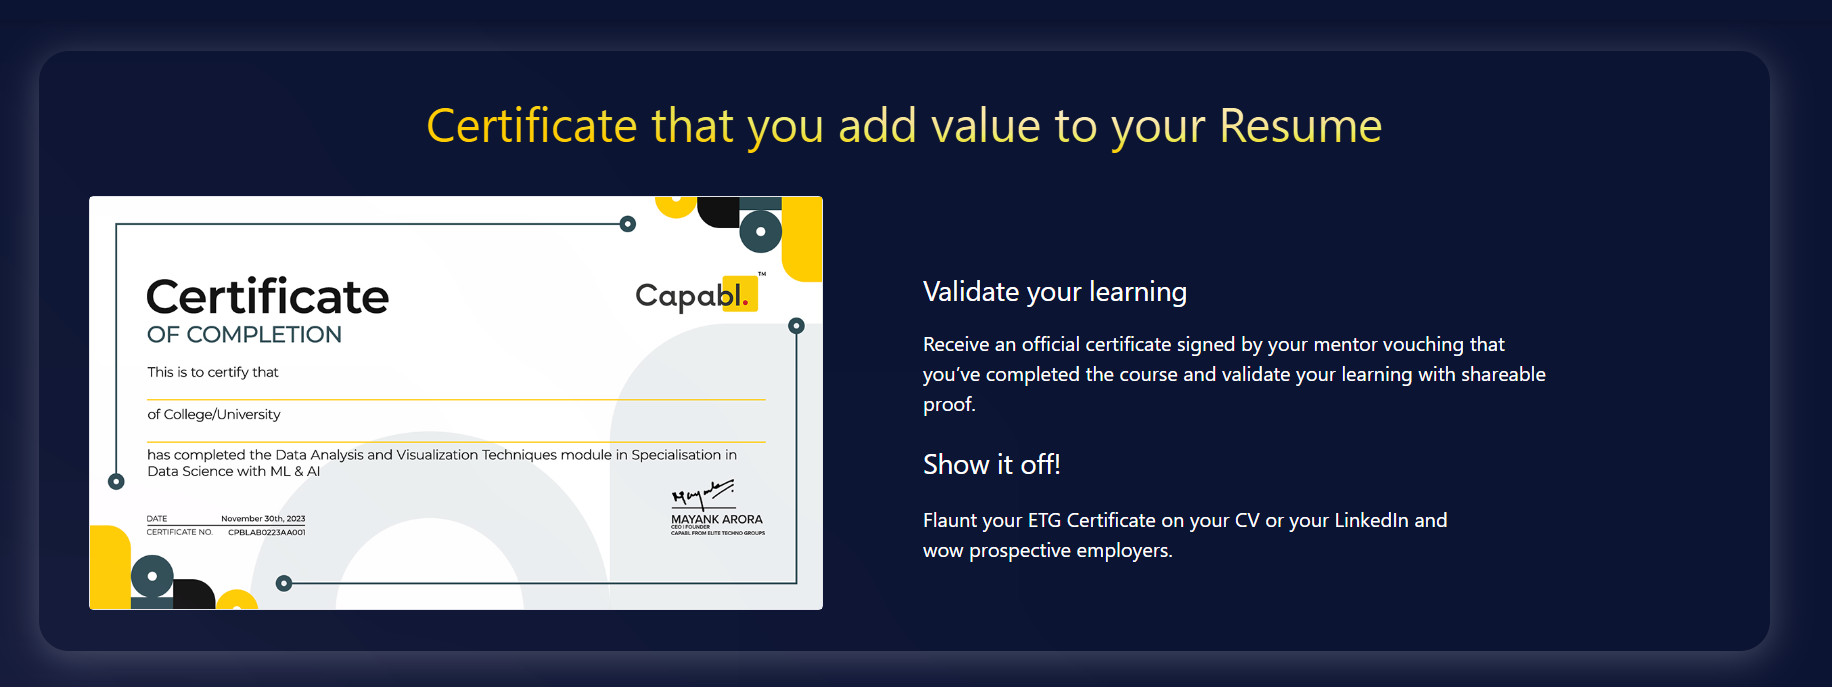 Certificate that you add value to your Resume
Certificate
OF COMPLETION
Capabl.™
This is to certify that
of College/University
has completed the Data Analysis and Visualization Techniques module in Specialisation in
Data Science with ML & AI
DATE November 30th, 2023
CERTIFICATE NO. CPBLAB0223AA001
MAYANK ARORA
CEO | FOUNDER
CAPABL FROM ELITE TECHNO GROUPS
Validate your learning
Receive an official certificate signed by your mentor vouching that
you’ve completed the course and validate your learning with shareable
proof.
Show it off!
Flaunt your ETG Certificate on your CV or your LinkedIn and
wow prospective employers.